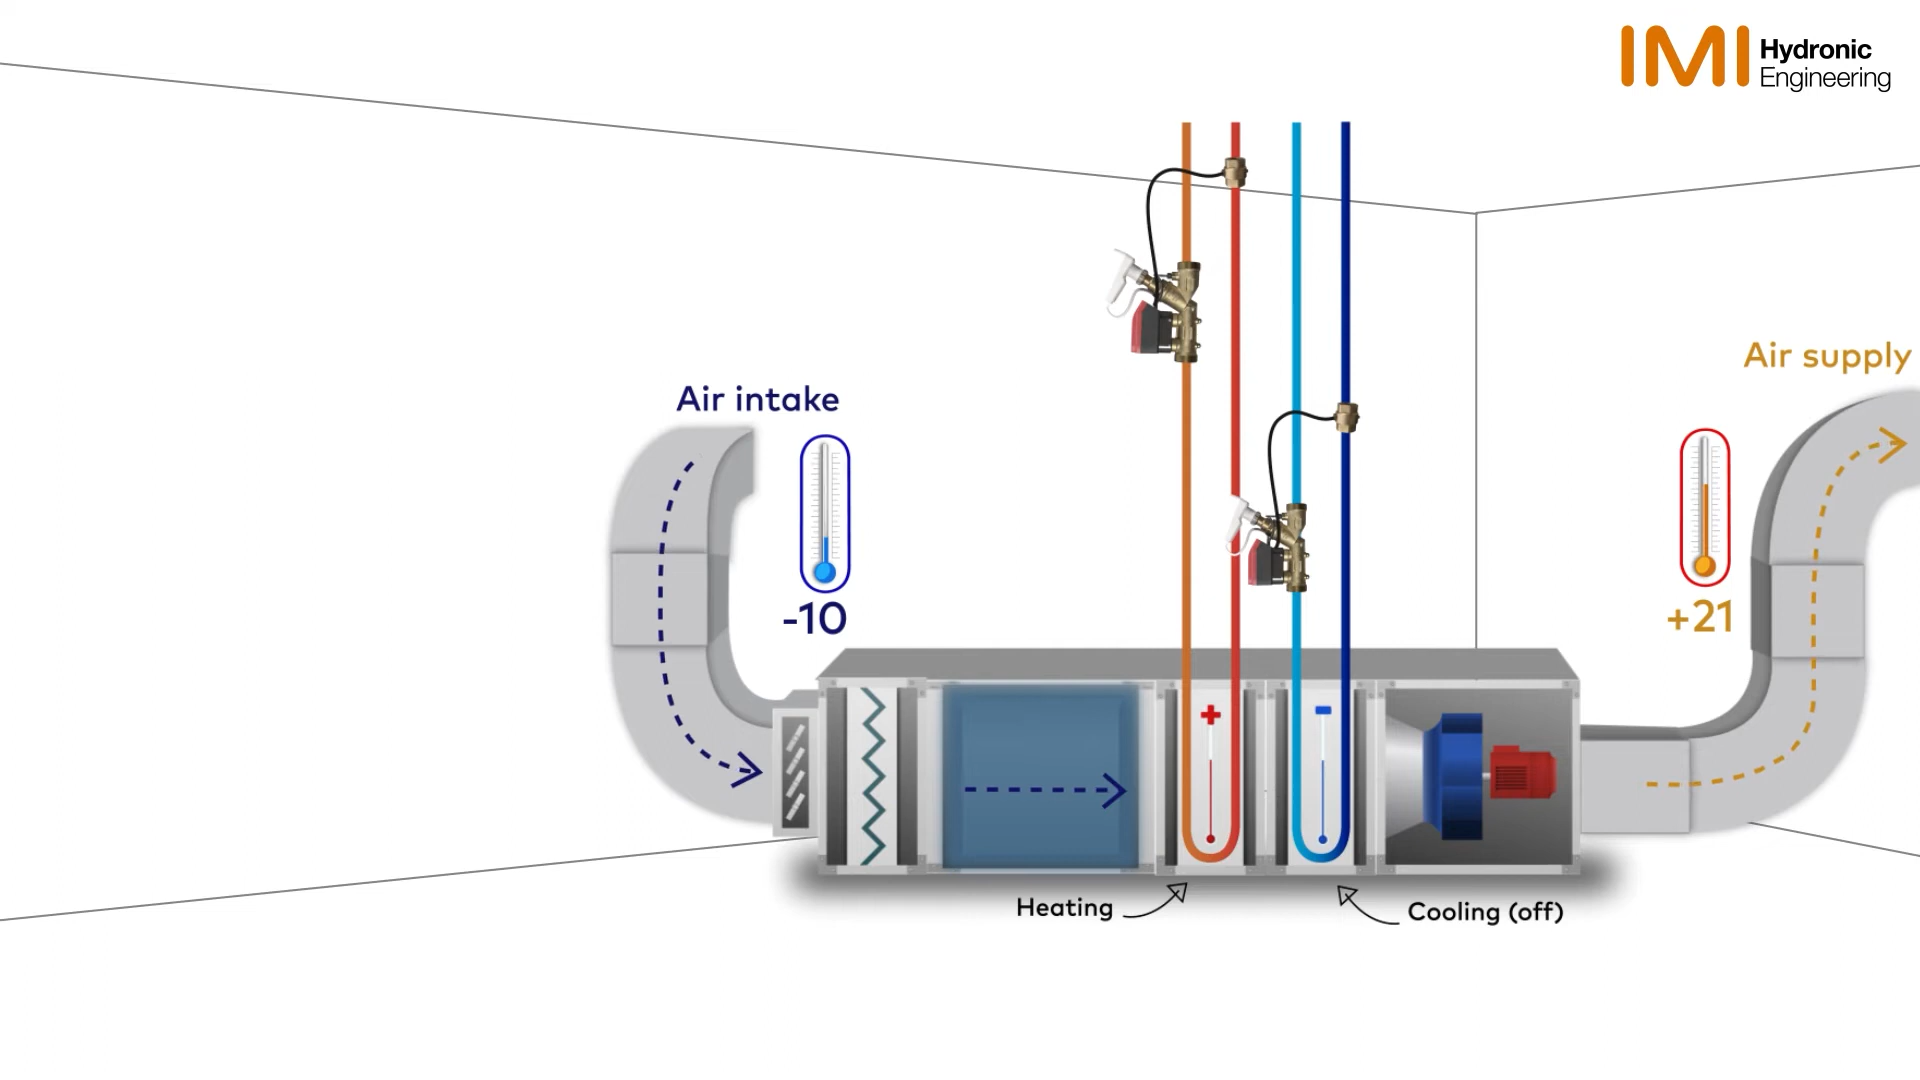 IMI Hydronic
Engineering
Air supply
Air intake
-10
+21
Heating
Cooling (off)